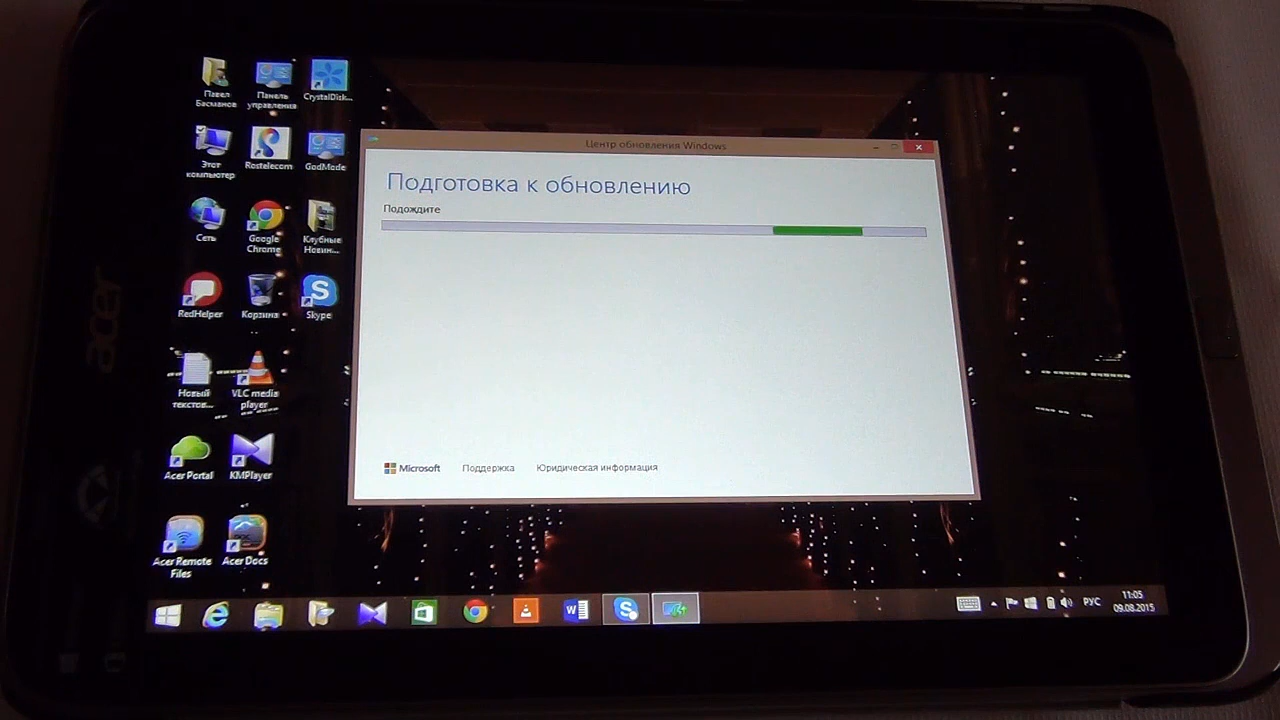 Павел
Басманов
Панель
управления
CrystalDisk...
Этот
компьютер
Rostelecom
GodMode
Сеть
Google
Chrome
Клубные
Новин...
RedHelper
Корзина
Skype
Новый
текстов...
VLC media
player
Acer Portal
KMPlayer
Acer Remote
Files
Acer Docs
acer
Центр обновления Windows
Подготовка к обновлению
Подождите
Microsoft
Поддержка
Юридическая информация
РУС
11:05
09.08.2015